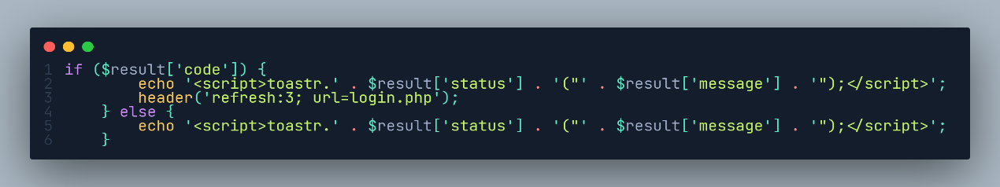 1 if ($result['code']) {
2 echo '<script>toastr.' . $result['status'] . '("' . $result['message'] . '");</script>';
3 header('refresh:3; url=login.php');
4 } else {
5 echo '<script>toastr.' . $result['status'] . '("' . $result['message'] . '");</script>';
6 }